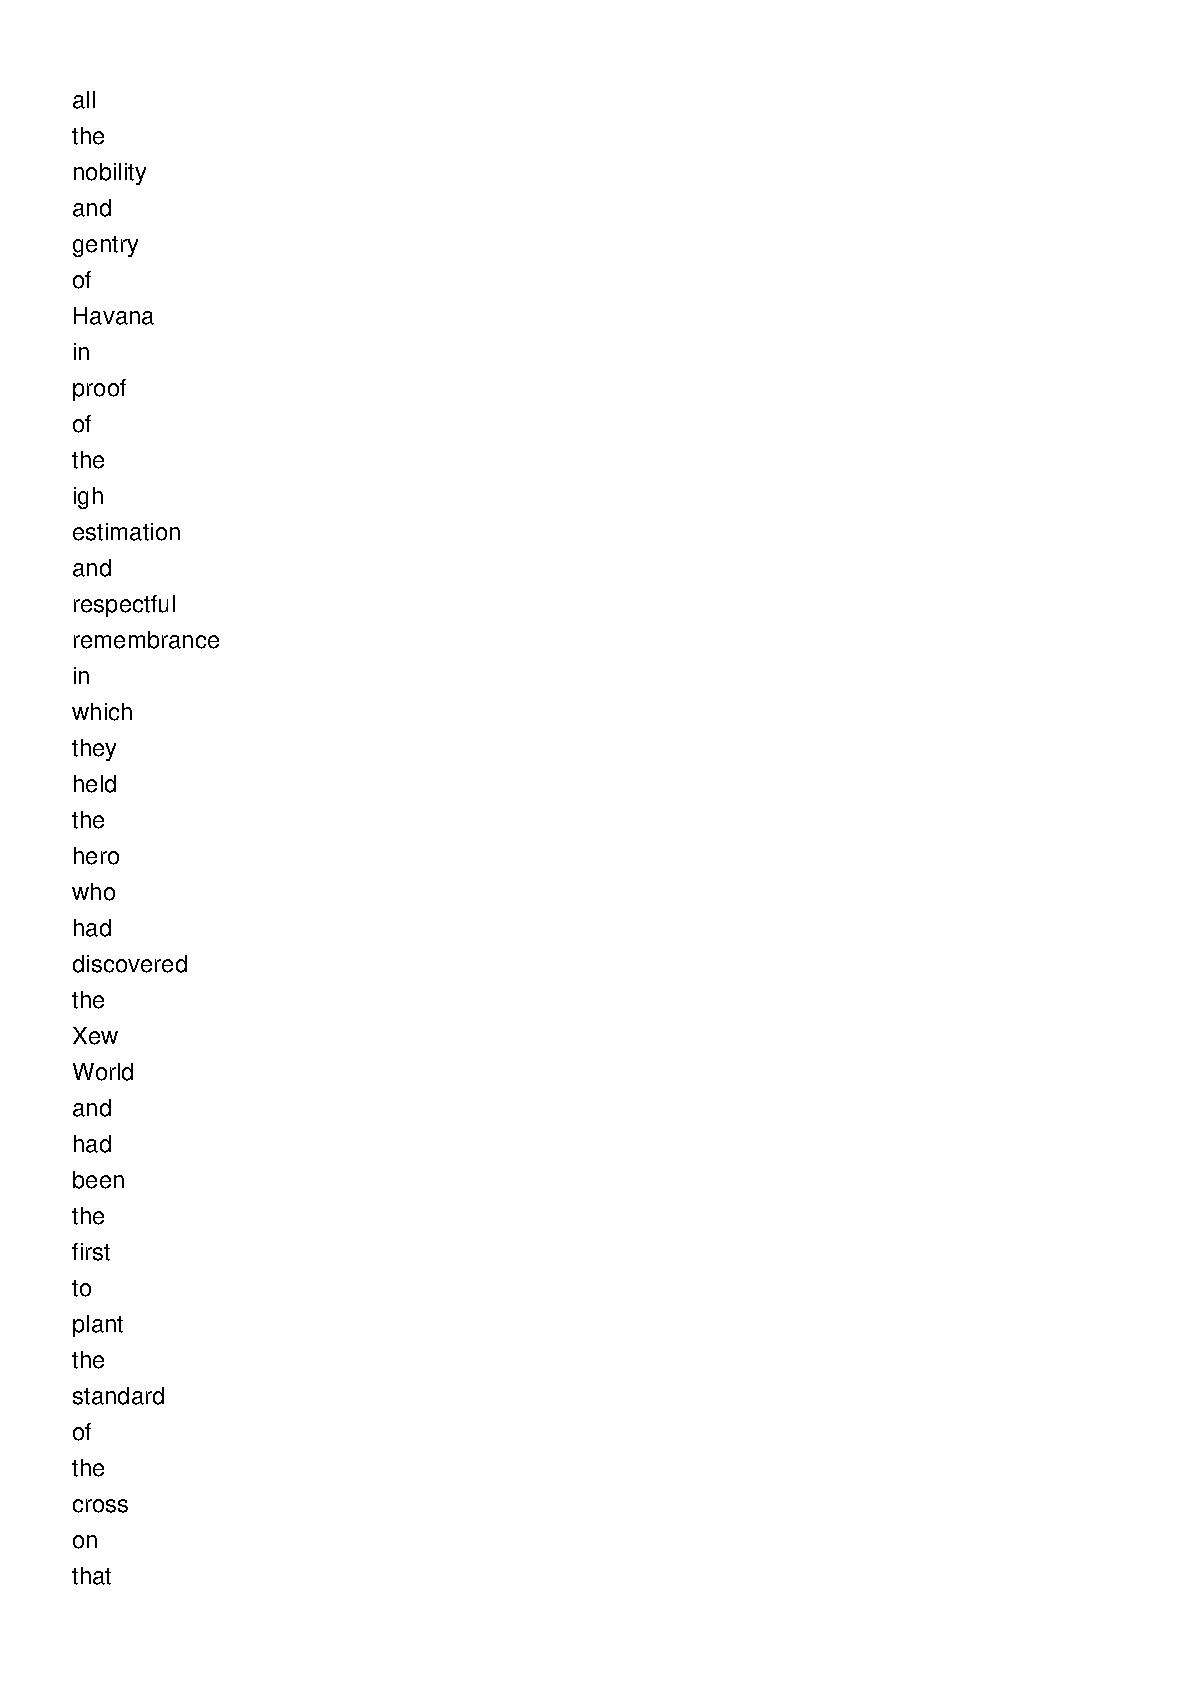 all
the
nobility
and
gentry
of
Havana
in
proof
of
the
igh
estimation
and
respectful
remembrance
in
which
they
held
the
hero
who
had
discovered
the
Xew
World
and
had
been
the
first
to
plant
the
standard
of
the
cross
on
that